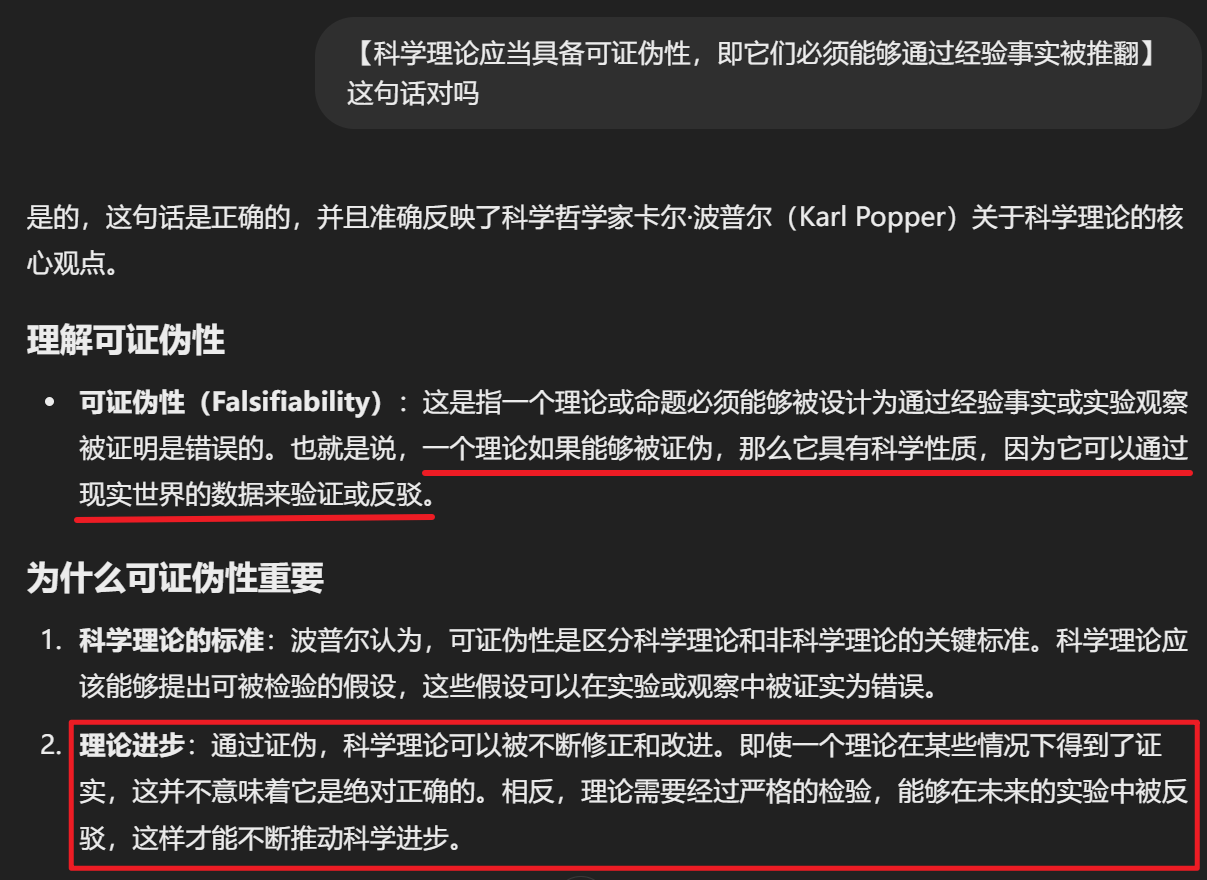 【科学理论应当具备可证伪性，即它们必须能够通过经验事实被推翻】
这句话对吗
是的，这句话是正确的，并且准确反映了科学哲学家卡尔·波普尔（Karl Popper）关于科学理论的核
心观点。
理解可证伪性
• 可证伪性（Falsifiability）：这是指一个理论或命题必须能够被设计为通过经验事实或实验观察
被证明是错误的。也就是说，一个理论如果能够被证伪，那么它具有科学性质，因为它可以通过
现实世界的数据来验证或反驳。
为什么可证伪性重要
1. 科学理论的标准：波普尔认为，可证伪性是区分科学理论和非科学理论的关键标准。科学理论应
该能够提出可被检验的假设，这些假设可以在实验或观察中被证实为错误。
2. 理论进步：通过证伪，科学理论可以被不断修正和改进。即使一个理论在某些情况下得到了证
实，这并不意味着它是绝对正确的。相反，理论需要经过严格的检验，能够在未来的实验中被反
驳，这样才能不断推动科学进步。